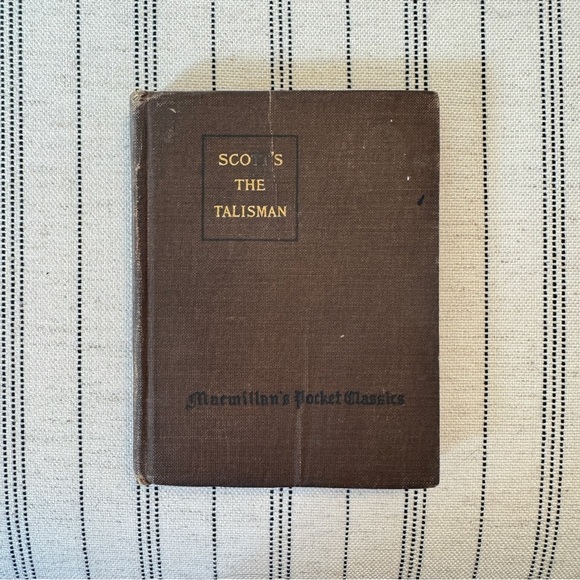 SCOTT'S
THE
TALISMAN
Macmillan's Pocket Classics